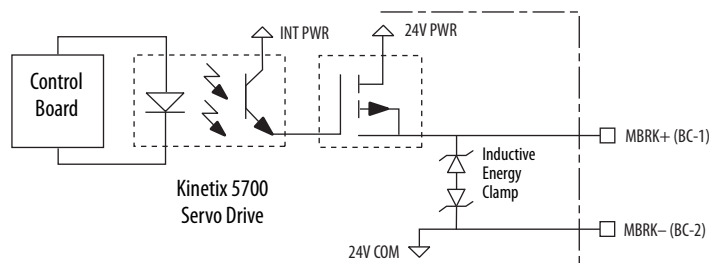 INT PWR
24V PWR
Control
Board
MBRK+ (BC-1)
Inductive
Energy
Clamp
Kinetix 5700
Servo Drive
MBRK– (BC-2)
24V COM